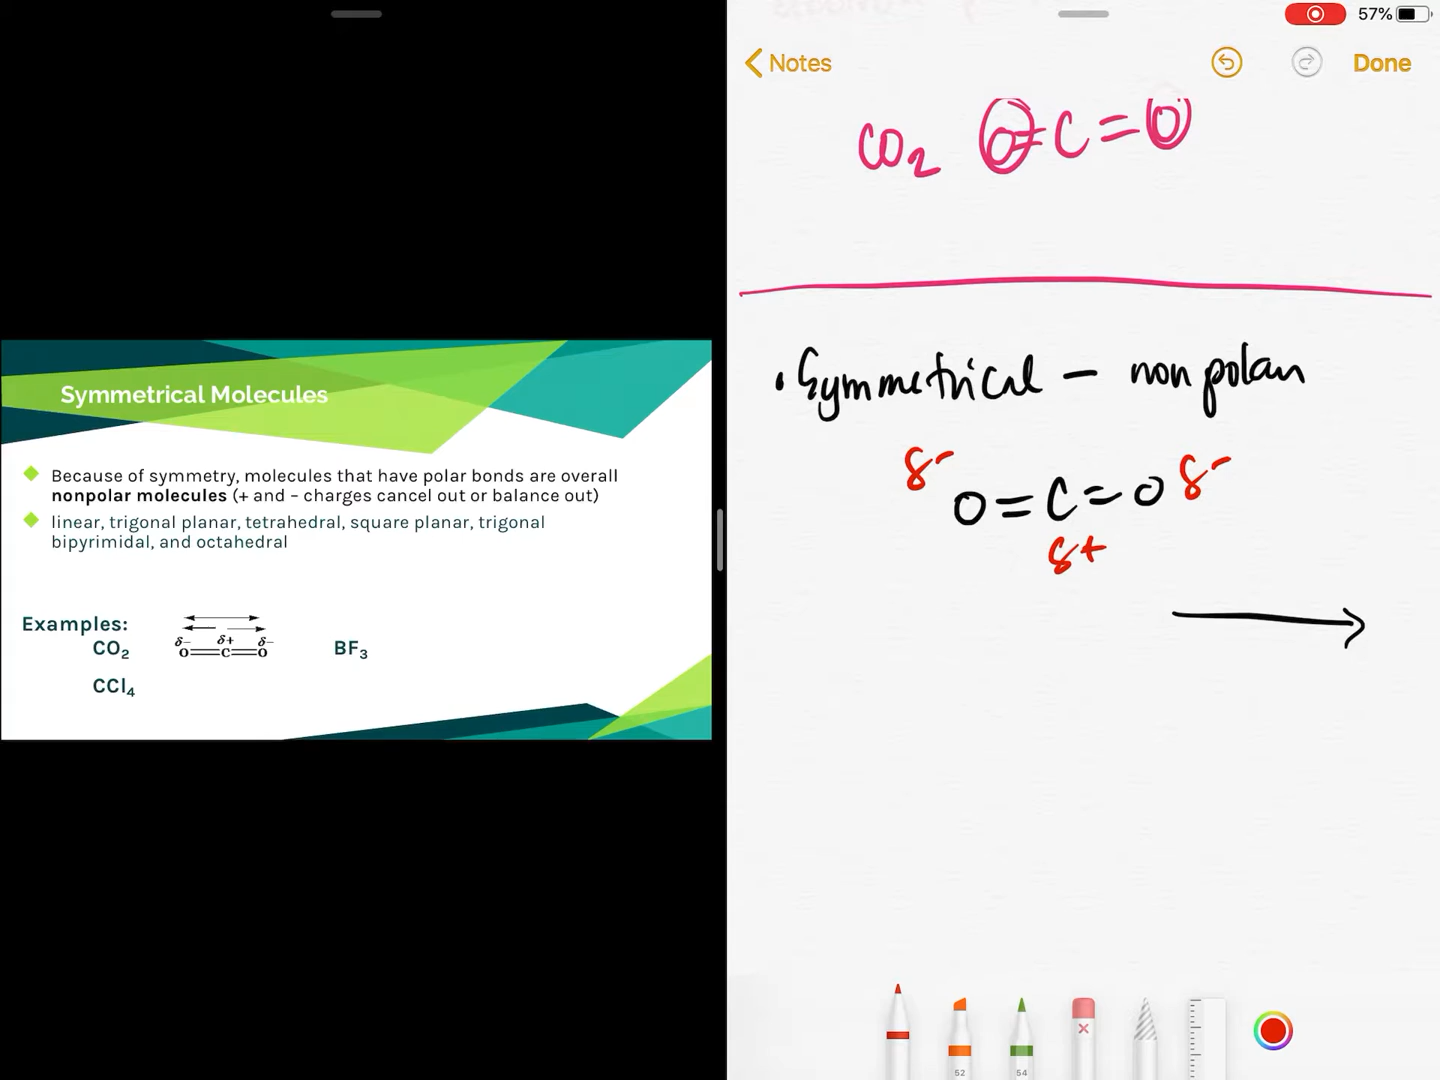 Symmetrical Molecules
Because of symmetry, molecules that have polar bonds are overall
nonpolar molecules (+ and – charges cancel out or balance out)
linear, trigonal planar, tetrahedral, square planar, trigonal
bipyrimidal, and octahedral
Examples:
δ− δ+ δ−
CO₂ O=C=O BF₃
CCl₄
57%
Notes Done
CO₂ O=C=O
• Symmetrical – nonpolar
δ− O=C=O δ−
δ+
52 54